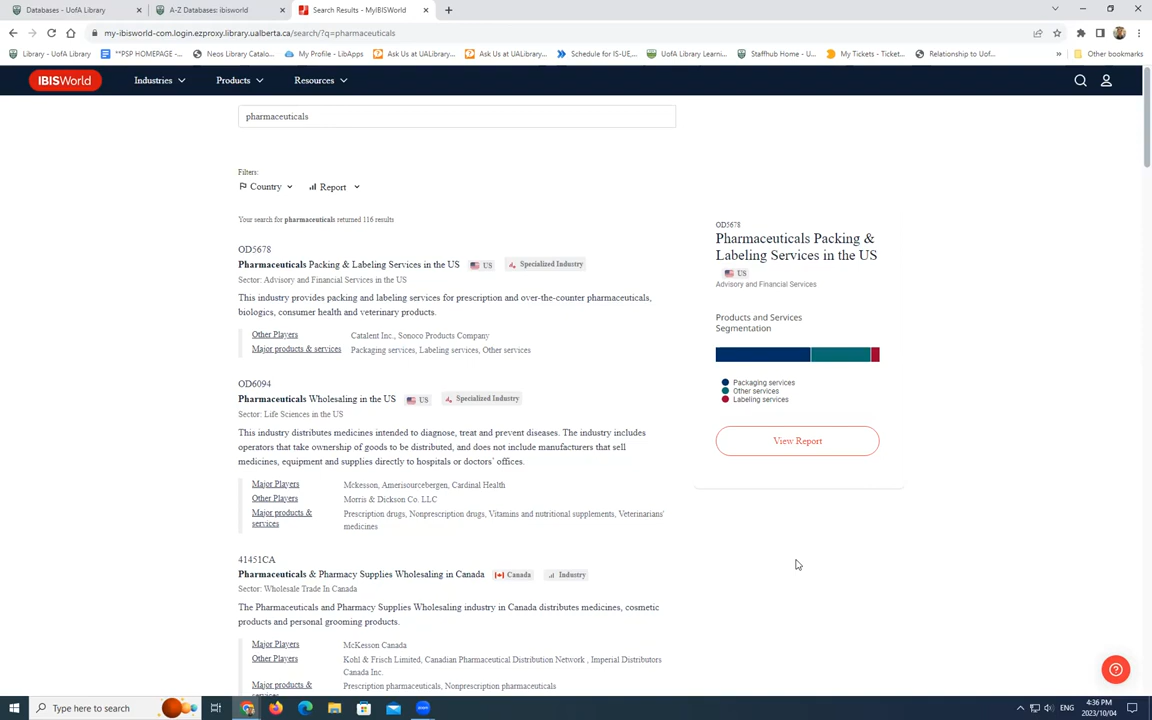 Databases - UofA Library
A-Z Databases: ibisworld
Search Results - MyIBISWorld
my-ibisworld-com.login.ezproxy.library.ualberta.ca/search/?q=pharmaceuticals
Library - UofA Library
**PSP HOMEPAGE -...
Neos Library Catalo...
My Profile - LibApps
Ask Us at UALibrary...
Ask Us at UALibrary...
Schedule for IS-UE...
UofA Library Learni...
Staffhub Home - U...
My Tickets - Ticket...
Relationship to Uof...
»
Other bookmarks
IBISWorld
Industries
Products
Resources
pharmaceuticals
Filters:
Country
Report
Your search for pharmaceuticals returned 116 results
OD5678
Pharmaceuticals Packing & Labeling Services in the US US Specialized Industry
Sector: Advisory and Financial Services in the US
This industry provides packing and labeling services for prescription and over-the-counter pharmaceuticals,
biologics, consumer health and veterinary products.
Other Players Catalent Inc., Sonoco Products Company
Major products & services Packaging services, Labeling services, Other services
OD6094
Pharmaceuticals Wholesaling in the US US Specialized Industry
Sector: Life Sciences in the US
This industry distributes medicines intended to diagnose, treat and prevent diseases. The industry includes
operators that take ownership of goods to be distributed, and does not include manufacturers that sell
medicines, equipment and supplies directly to hospitals or doctors' offices.
Major Players Mckesson, Amerisourcebergen, Cardinal Health
Other Players Morris & Dickson Co. LLC
Major products & Prescription drugs, Nonprescription drugs, Vitamins and nutritional supplements, Veterinarians'
services medicines
41451CA
Pharmaceuticals & Pharmacy Supplies Wholesaling in Canada Canada Industry
Sector: Wholesale Trade In Canada
The Pharmaceuticals and Pharmacy Supplies Wholesaling industry in Canada distributes medicines, cosmetic
products and personal grooming products.
Major Players McKesson Canada
Other Players Kohl & Frisch Limited, Canadian Pharmaceutical Distribution Network , Imperial Distributors
Canada Inc.
Major products & Prescription pharmaceuticals, Nonprescription pharmaceuticals
services
OD5678
Pharmaceuticals Packing &
Labeling Services in the US
US
Advisory and Financial Services
Products and Services
Segmentation
Packaging services
Other services
Labeling services
View Report
Type here to search
zoom
ENG
4:36 PM
2023/10/04